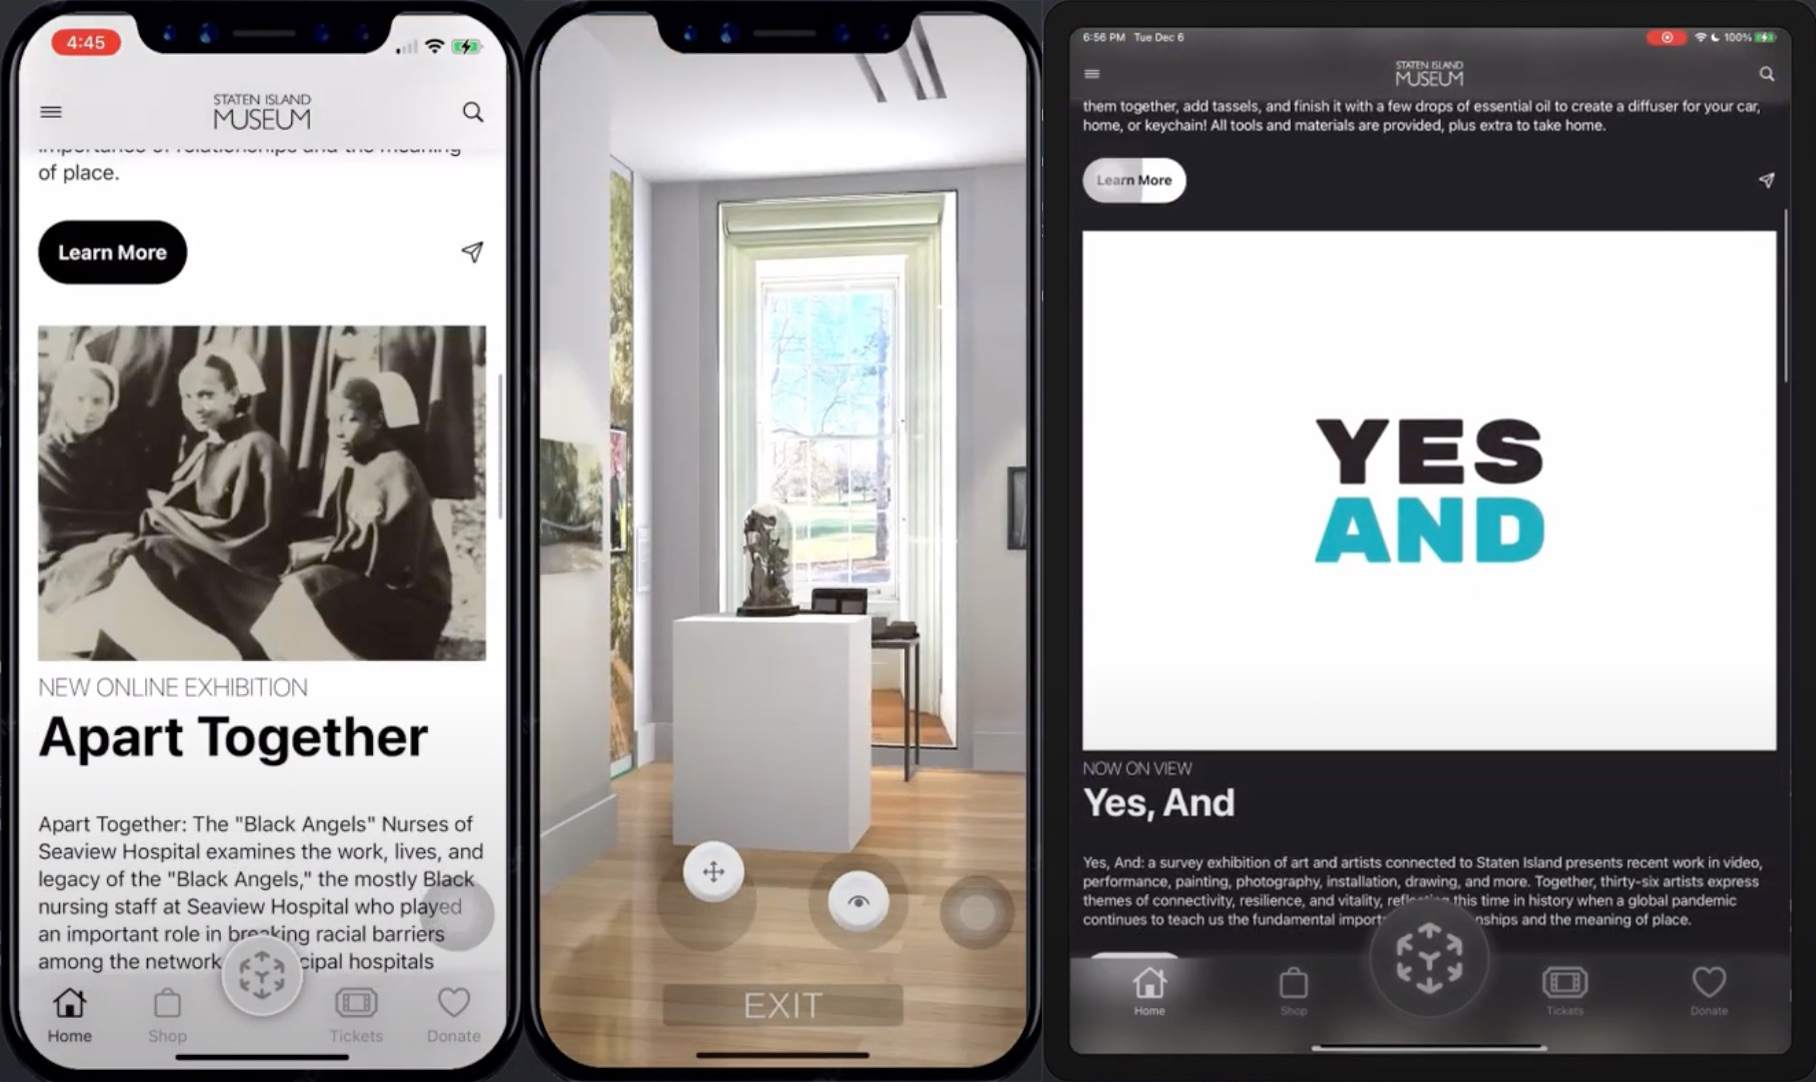 4:45
STATEN ISLAND
MUSEUM
importance of relationships and the meaning
of place.
Learn More
NEW ONLINE EXHIBITION
Apart Together
Apart Together: The "Black Angels" Nurses of
Seaview Hospital examines the work, lives, and
legacy of the "Black Angels," the mostly Black
nursing staff at Seaview Hospital who played
an important role in breaking racial barriers
among the network cipal hospitals
Home
Shop
Tickets
Donate
EXIT
6:56 PM Tue Dec 6
100%
STATEN ISLAND
MUSEUM
them together, add tassels, and finish it with a few drops of essential oil to create a diffuser for your car,
home, or keychain! All tools and materials are provided, plus extra to take home.
Learn More
YES
AND
NOW ON VIEW
Yes, And
Yes, And: a survey exhibition of art and artists connected to Staten Island presents recent work in video,
performance, painting, photography, installation, drawing, and more. Together, thirty-six artists express
themes of connectivity, resilience, and vitality, reflecting this time in history when a global pandemic
continues to teach us the fundamental import nships and the meaning of place.
Home
Shop
Tickets
Donate